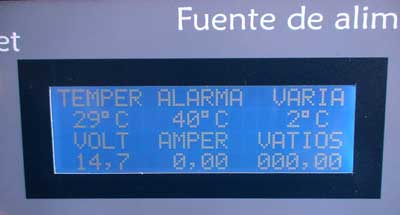 Fuente de alim
et
TEMPER ALARMA VARIA
29°C 40°C 2°C
VOLT AMPER VATIOS
14,7 0,00 000,00